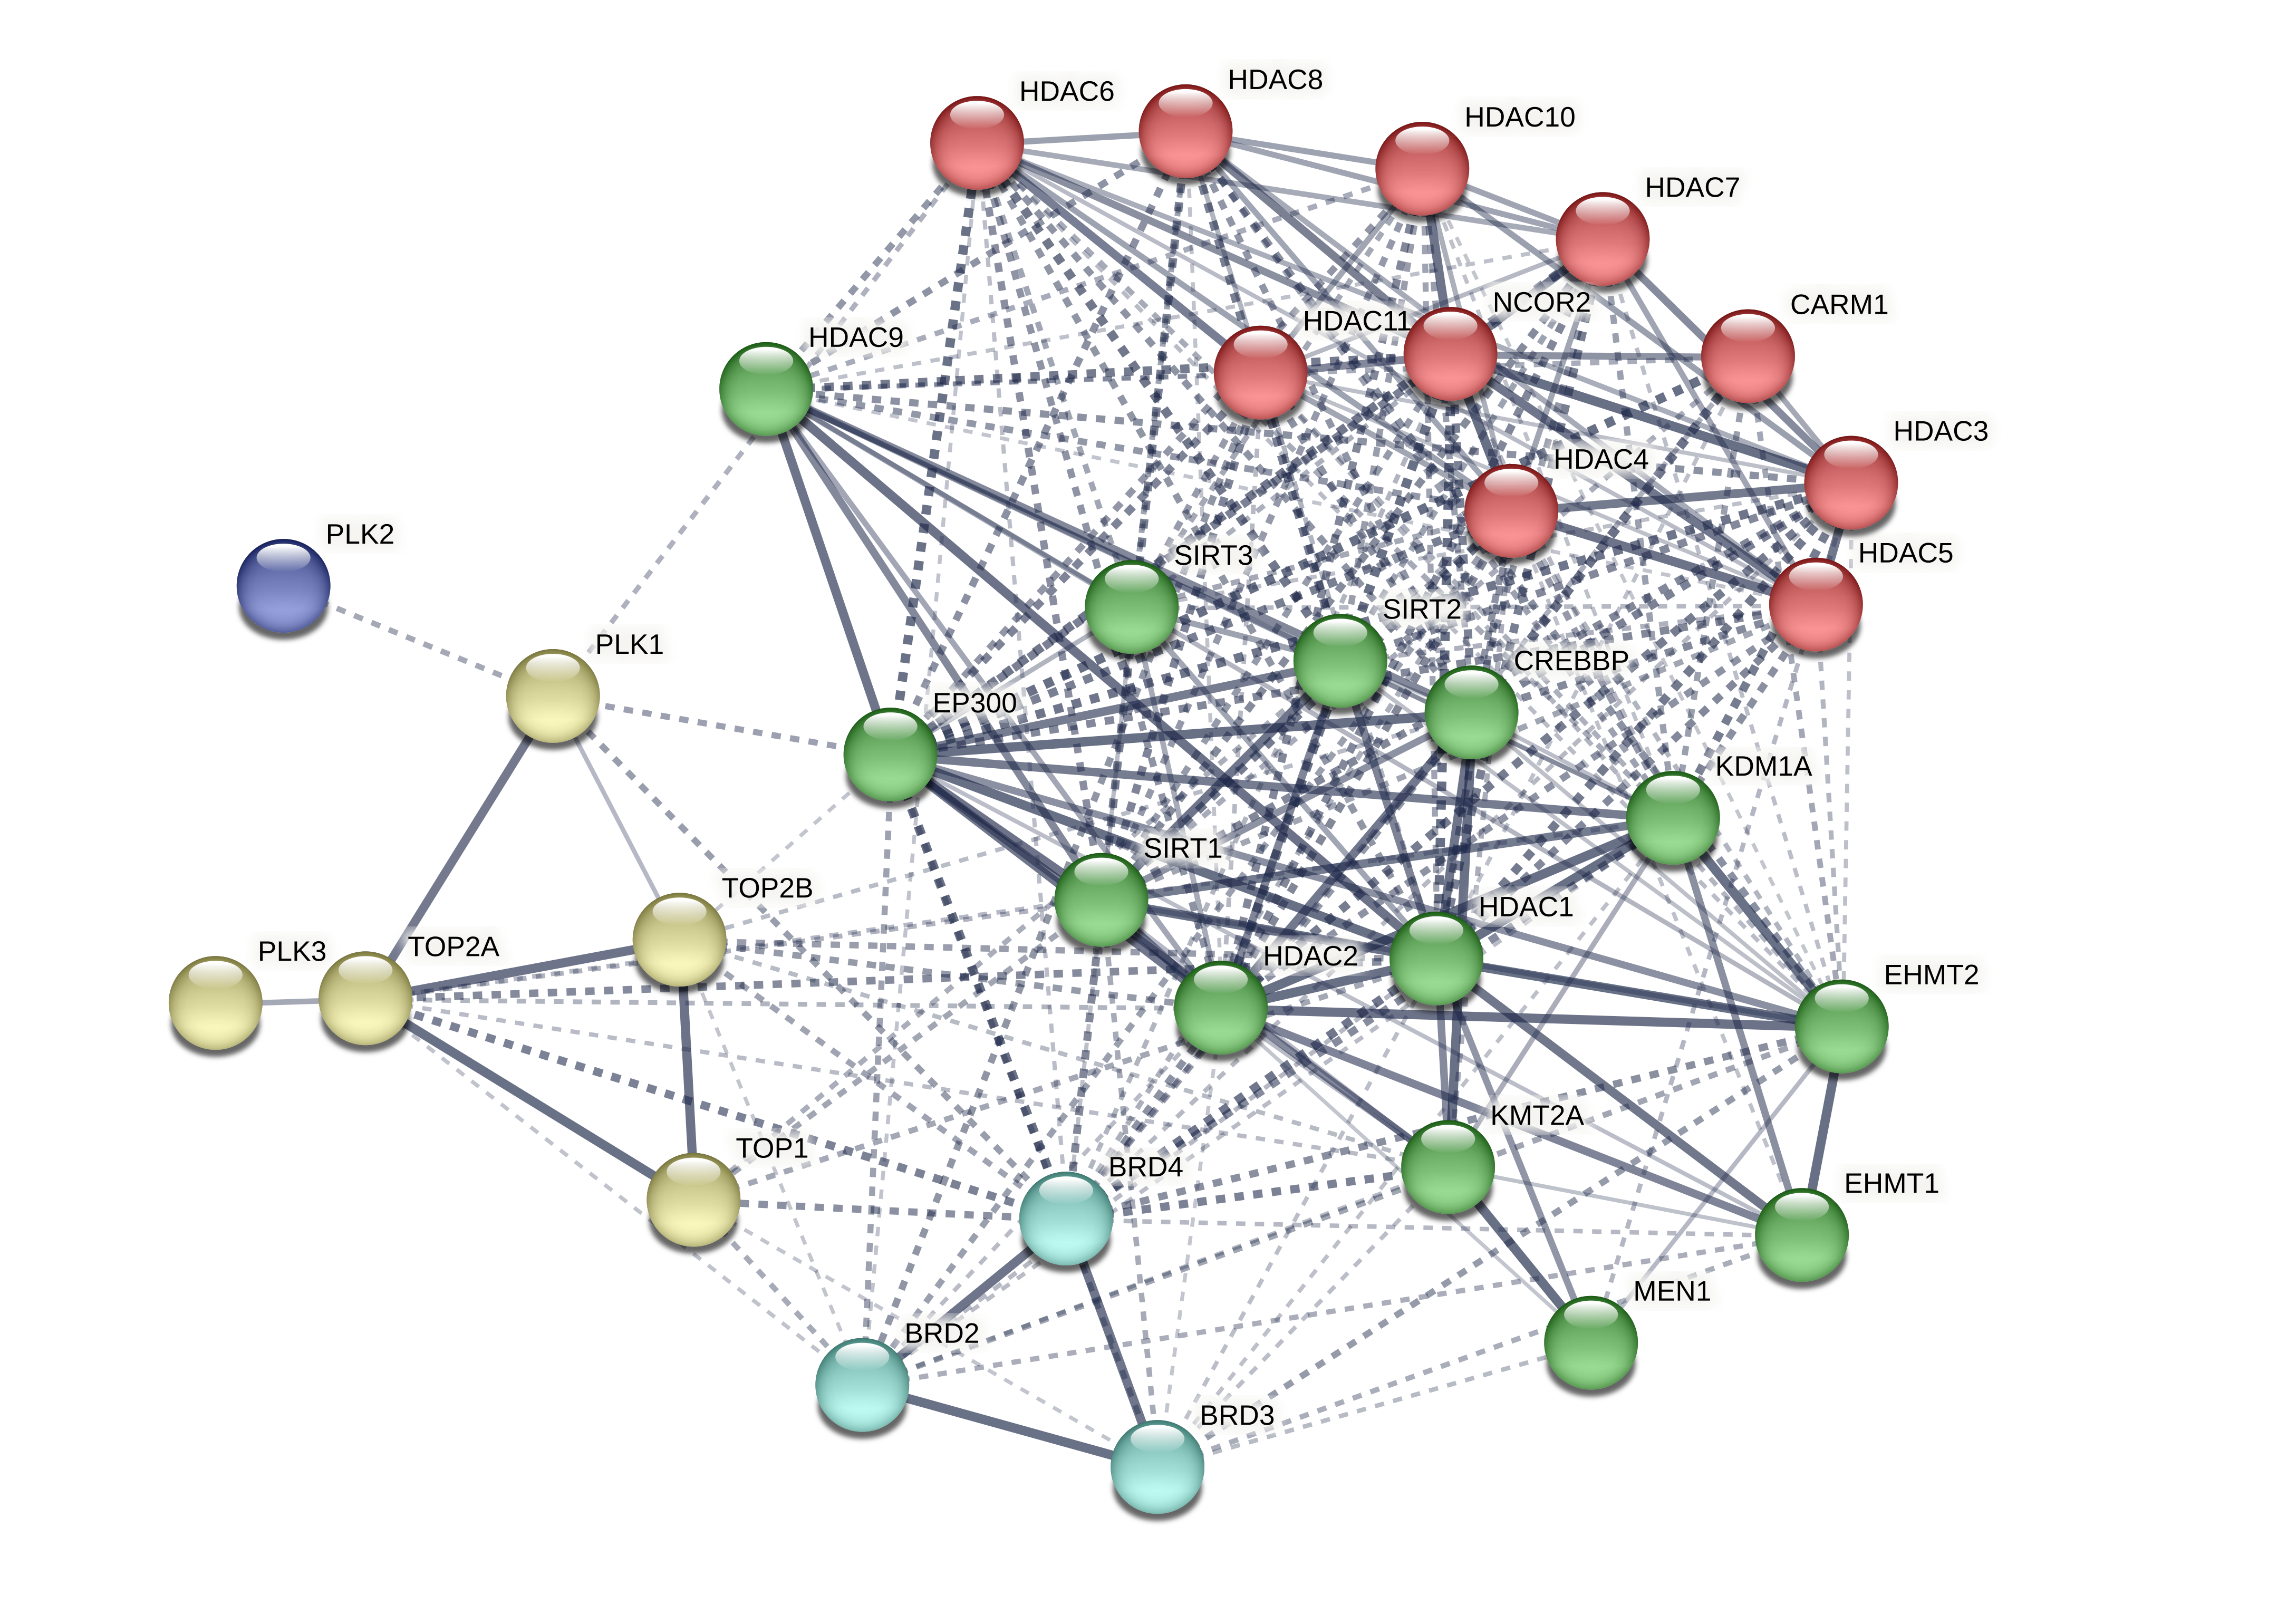 HDAC8
HDAC6
HDAC10
HDAC7
NCOR2
CARM1
HDAC11
HDAC9
HDAC3
HDAC4
PLK2
HDAC5
SIRT3
SIRT2
PLK1
CREBBP
EP300
KDM1A
SIRT1
TOP2B
HDAC1
TOP2A
PLK3
HDAC2
EHMT2
KMT2A
TOP1
BRD4
EHMT1
MEN1
BRD2
BRD3